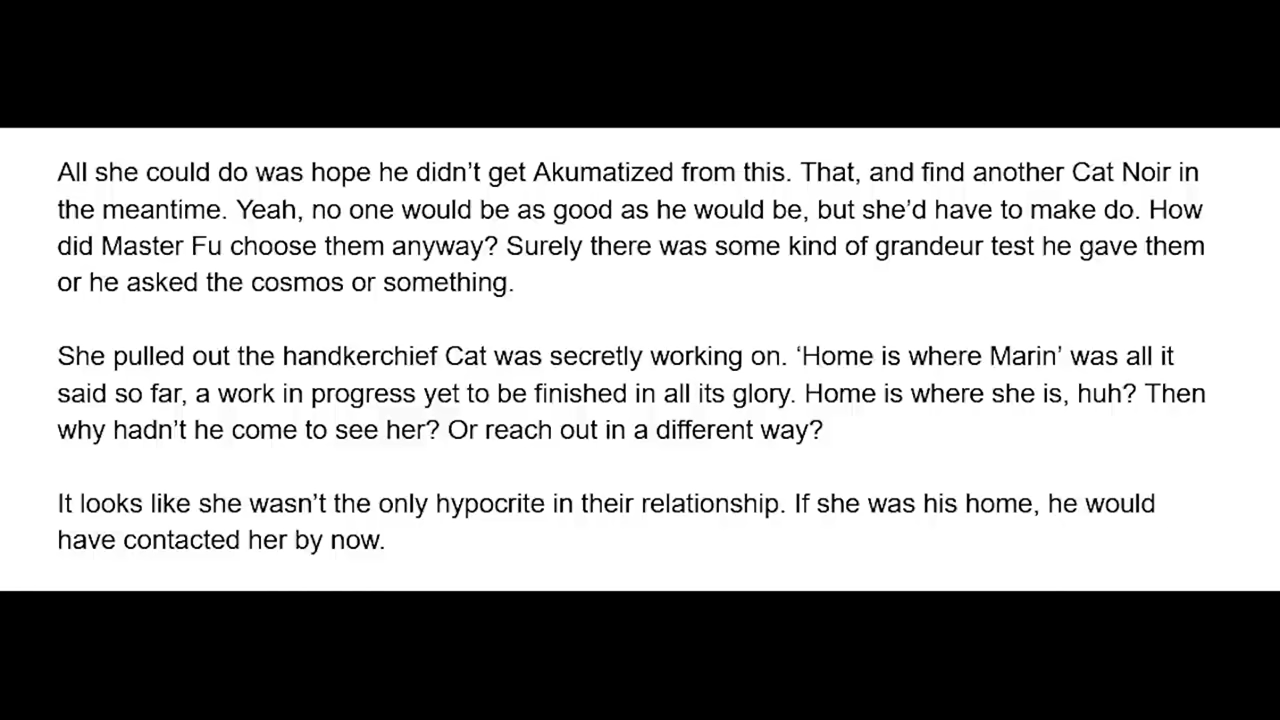 All she could do was hope he didn’t get Akumatized from this. That, and find another Cat Noir in
the meantime. Yeah, no one would be as good as he would be, but she’d have to make do. How
did Master Fu choose them anyway? Surely there was some kind of grandeur test he gave them
or he asked the cosmos or something.
She pulled out the handkerchief Cat was secretly working on. ‘Home is where Marin’ was all it
said so far, a work in progress yet to be finished in all its glory. Home is where she is, huh? Then
why hadn’t he come to see her? Or reach out in a different way?
It looks like she wasn’t the only hypocrite in their relationship. If she was his home, he would
have contacted her by now.